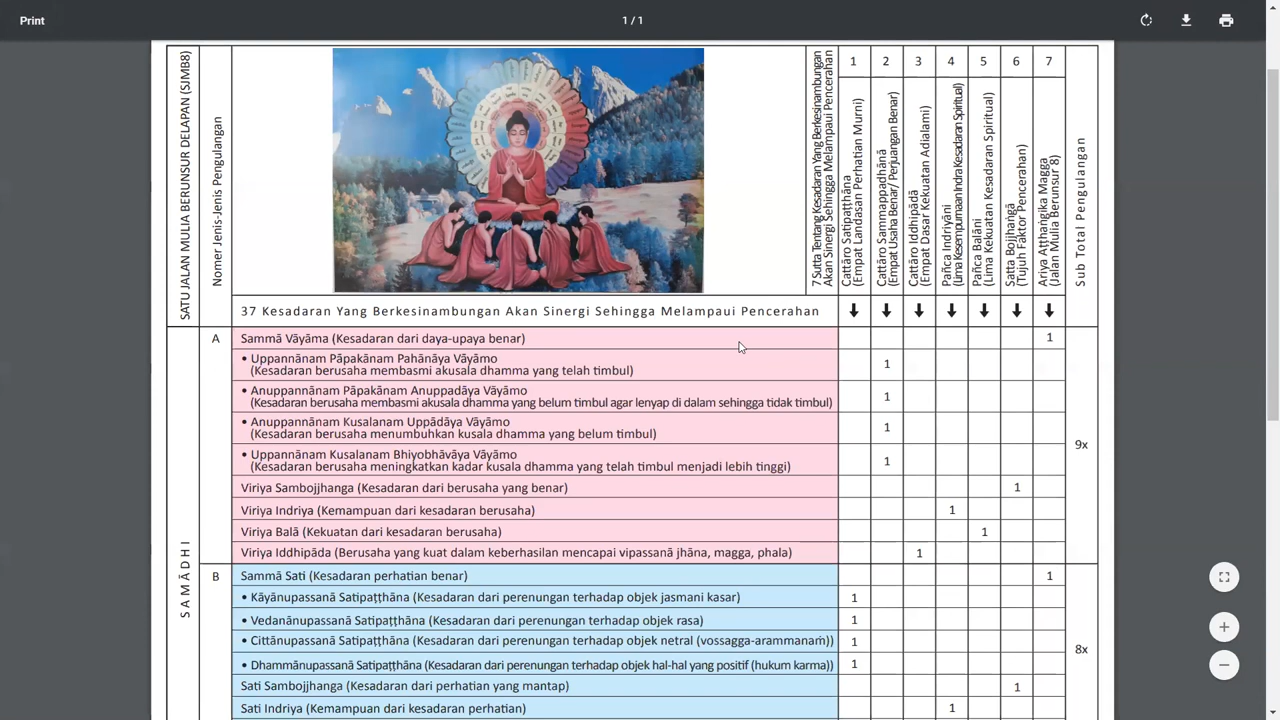 Print
1 / 1
SATU JALAN MULIA BERUNSUR DELAPAN (SJMB8)
Nomer Jenis-Jenis Pengulangan
7 Sutta Tentang Kesadaran Yang Berkesinambungan
Akan Sinergi Sehingga Melampaui Pencerahan
1 2 3 4 5 6 7
Cattāro Satipaṭṭhāna
(Empat Landasan Perhatian Murni)
Cattāro Sammappadhānā
(Empat Usaha Benar/ Perjuangan Benar)
Cattāro Iddhipādā
(Empat Dasar Kekuatan Adialami)
Pañca Indriyāni
(Lima Kesempurnaan Indra Kesadaran Spiritual)
Pañca Balāni
(Lima Kekuatan Kesadaran Spiritual)
Satta Bojjhaṅgā
(Tujuh Faktor Pencerahan)
Ariya Aṭṭhaṅgika Magga
(Jalan Mulia Berunsur 8)
Sub Total Pengulangan
37 Kesadaran Yang Berkesinambungan Akan Sinergi Sehingga Melampaui Pencerahan
SAMĀDHI
A Sammā Vāyāma (Kesadaran dari daya-upaya benar) 1
• Uppannānam Pāpakānam Pahānāya Vāyāmo
(Kesadaran berusaha membasmi akusala dhamma yang telah timbul) 1
• Anuppannānam Pāpakānam Anuppadāya Vāyāmo
(Kesadaran berusaha membasmi akusala dhamma yang belum timbul agar lenyap di dalam sehingga tidak timbul) 1
• Anuppannānam Kusalanam Uppādāya Vāyāmo
(Kesadaran berusaha menumbuhkan kusala dhamma yang belum timbul) 1
9x
• Uppannānam Kusalanam Bhiyobhāvāya Vāyāmo
(Kesadaran berusaha meningkatkan kadar kusala dhamma yang telah timbul menjadi lebih tinggi) 1
Viriya Sambojjhanga (Kesadaran dari berusaha yang benar) 1
Viriya Indriya (Kemampuan dari kesadaran berusaha) 1
Viriya Balā (Kekuatan dari kesadaran berusaha) 1
Viriya Iddhipāda (Berusaha yang kuat dalam keberhasilan mencapai vipassanā jhāna, magga, phala) 1
B Sammā Sati (Kesadaran perhatian benar) 1
• Kāyānupassanā Satipaṭṭhāna (Kesadaran dari perenungan terhadap objek jasmani kasar) 1
• Vedanānupassanā Satipaṭṭhāna (Kesadaran dari perenungan terhadap objek rasa) 1
• Cittānupassanā Satipaṭṭhāna (Kesadaran dari perenungan terhadap objek netral (vossagga-arammanaṁ)) 1
8x
• Dhammānupassanā Satipaṭṭhāna (Kesadaran dari perenungan terhadap objek hal-hal yang positif (hukum karma)) 1
Sati Sambojjhanga (Kesadaran dari perhatian yang mantap) 1
Sati Indriya (Kemampuan dari kesadaran perhatian) 1